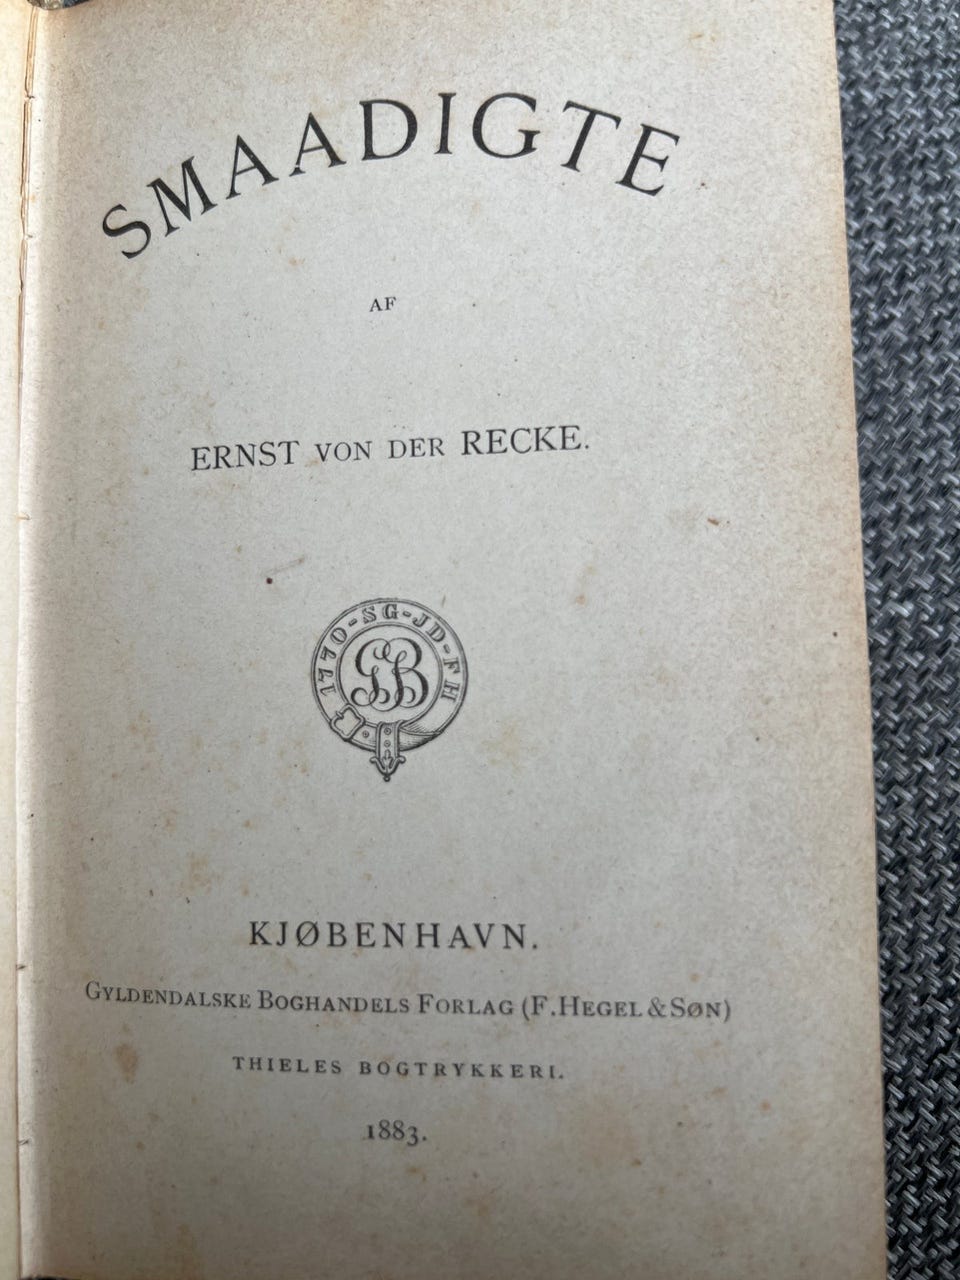 SMAADIGTE
AF
ERNST VON DER RECKE.
1770-SG-JD-FH
GB
KJØBENHAVN.
GYLDENDALSKE BOGHANDELS FORLAG (F. HEGEL & SØN)
THIELES BOGTRYKKERI.
1883.